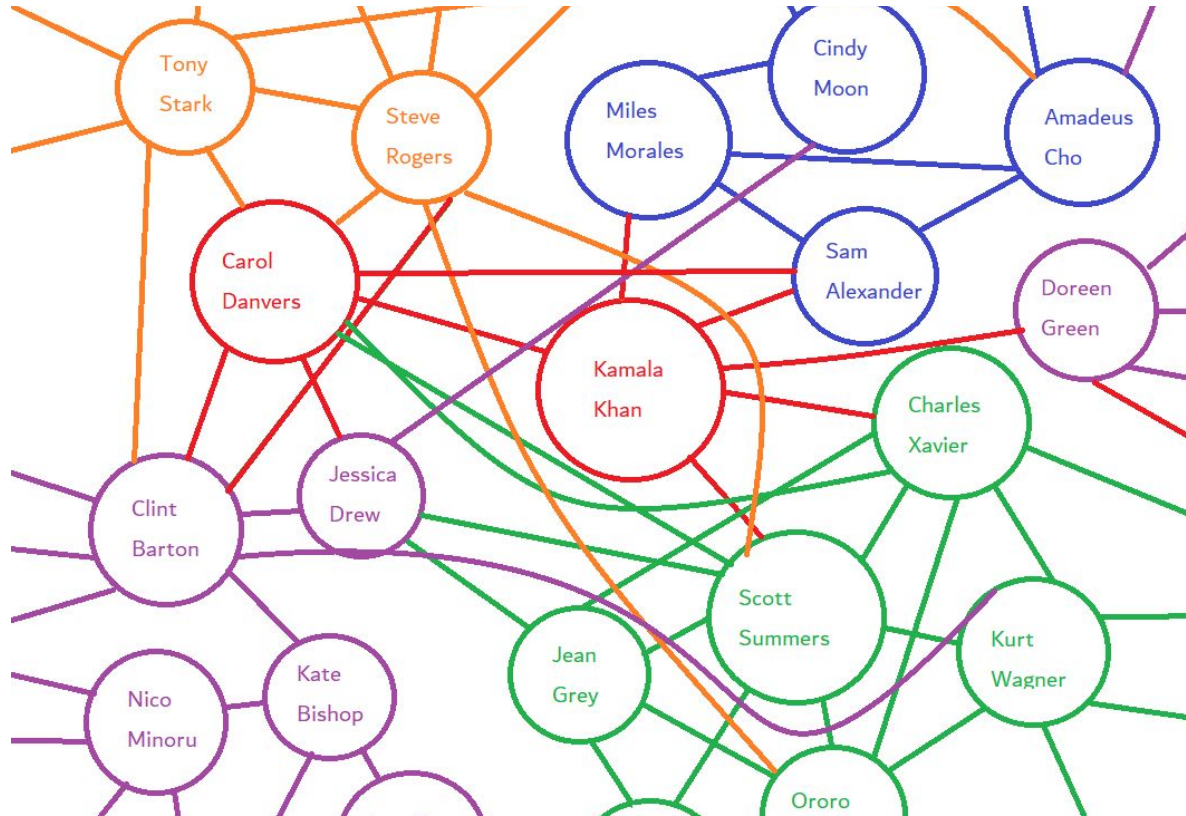 Tony
Stark
Steve
Rogers
Cindy
Moon
Miles
Morales
Amadeus
Cho
Carol
Danvers
Sam
Alexander
Doreen
Green
Kamala
Khan
Charles
Xavier
Jessica
Drew
Clint
Barton
Scott
Summers
Jean
Grey
Kurt
Wagner
Kate
Bishop
Nico
Minoru
Ororo